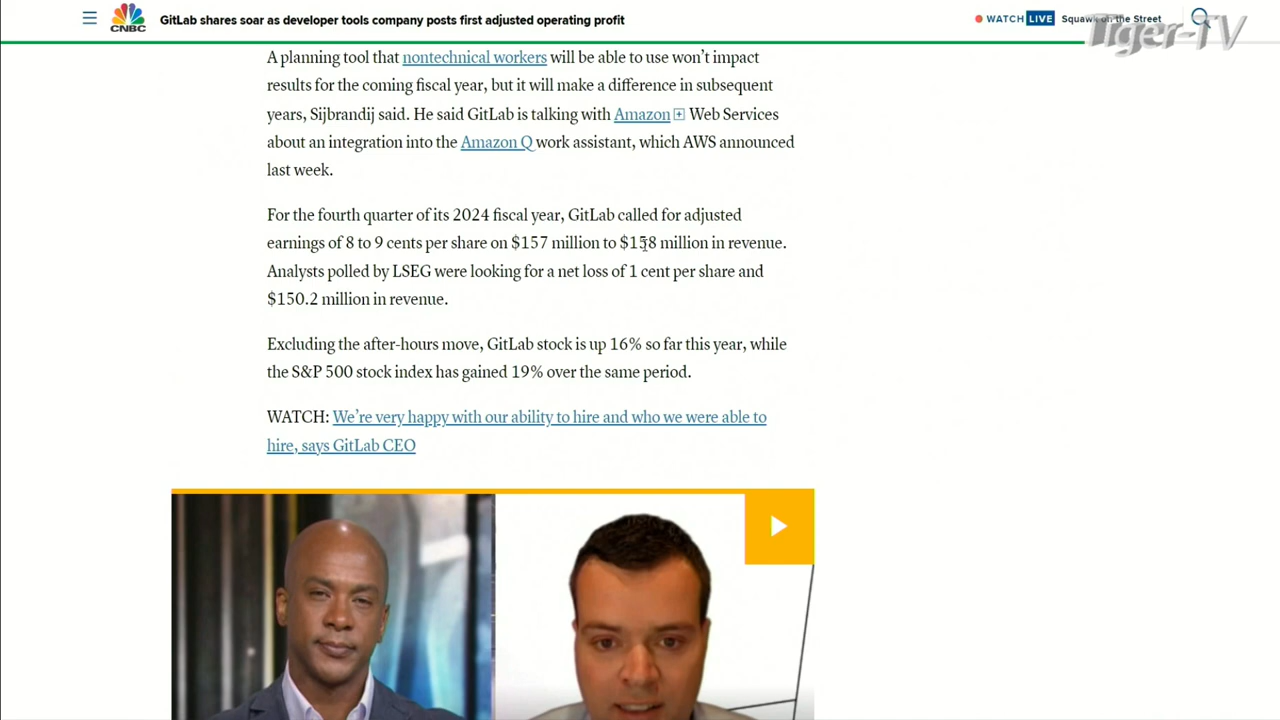 CNBC
GitLab shares soar as developer tools company posts first adjusted operating profit
WATCH LIVE Squawk on the Street
Tiger-TV
A planning tool that nontechnical workers will be able to use won’t impact
results for the coming fiscal year, but it will make a difference in subsequent
years, Sijbrandij said. He said GitLab is talking with Amazon Web Services
about an integration into the Amazon Q work assistant, which AWS announced
last week.
For the fourth quarter of its 2024 fiscal year, GitLab called for adjusted
earnings of 8 to 9 cents per share on $157 million to $158 million in revenue.
Analysts polled by LSEG were looking for a net loss of 1 cent per share and
$150.2 million in revenue.
Excluding the after-hours move, GitLab stock is up 16% so far this year, while
the S&P 500 stock index has gained 19% over the same period.
WATCH: We’re very happy with our ability to hire and who we were able to
hire, says GitLab CEO